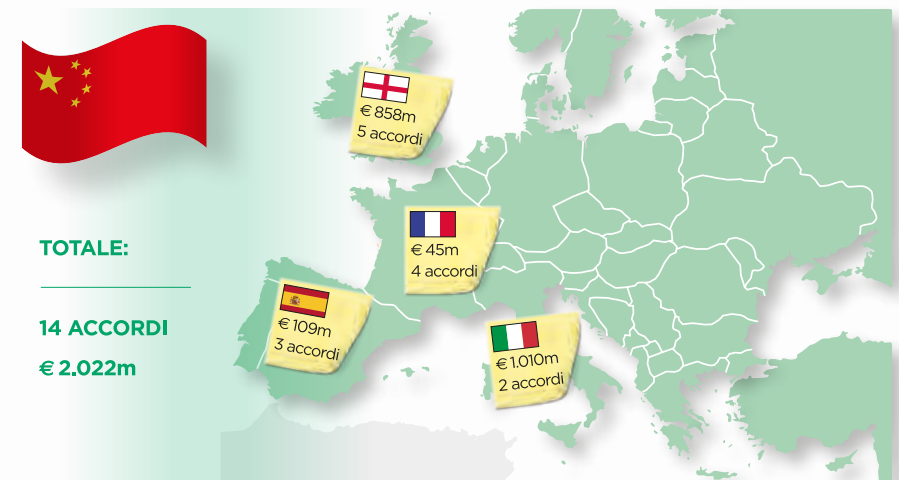 € 858m
5 accordi
€ 45m
4 accordi
TOTALE:
€ 109m
3 accordi
€ 1.010m
2 accordi
14 ACCORDI
€ 2.022m